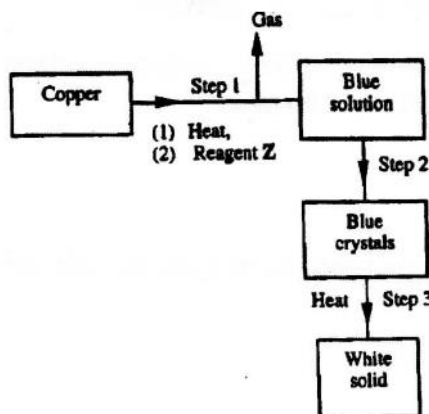 Gas
Copper
Step 1
Blue
solution
(1) Heat,
(2) Reagent Z
Step 2
Blue
crystals
Heat Step 3
White
solid